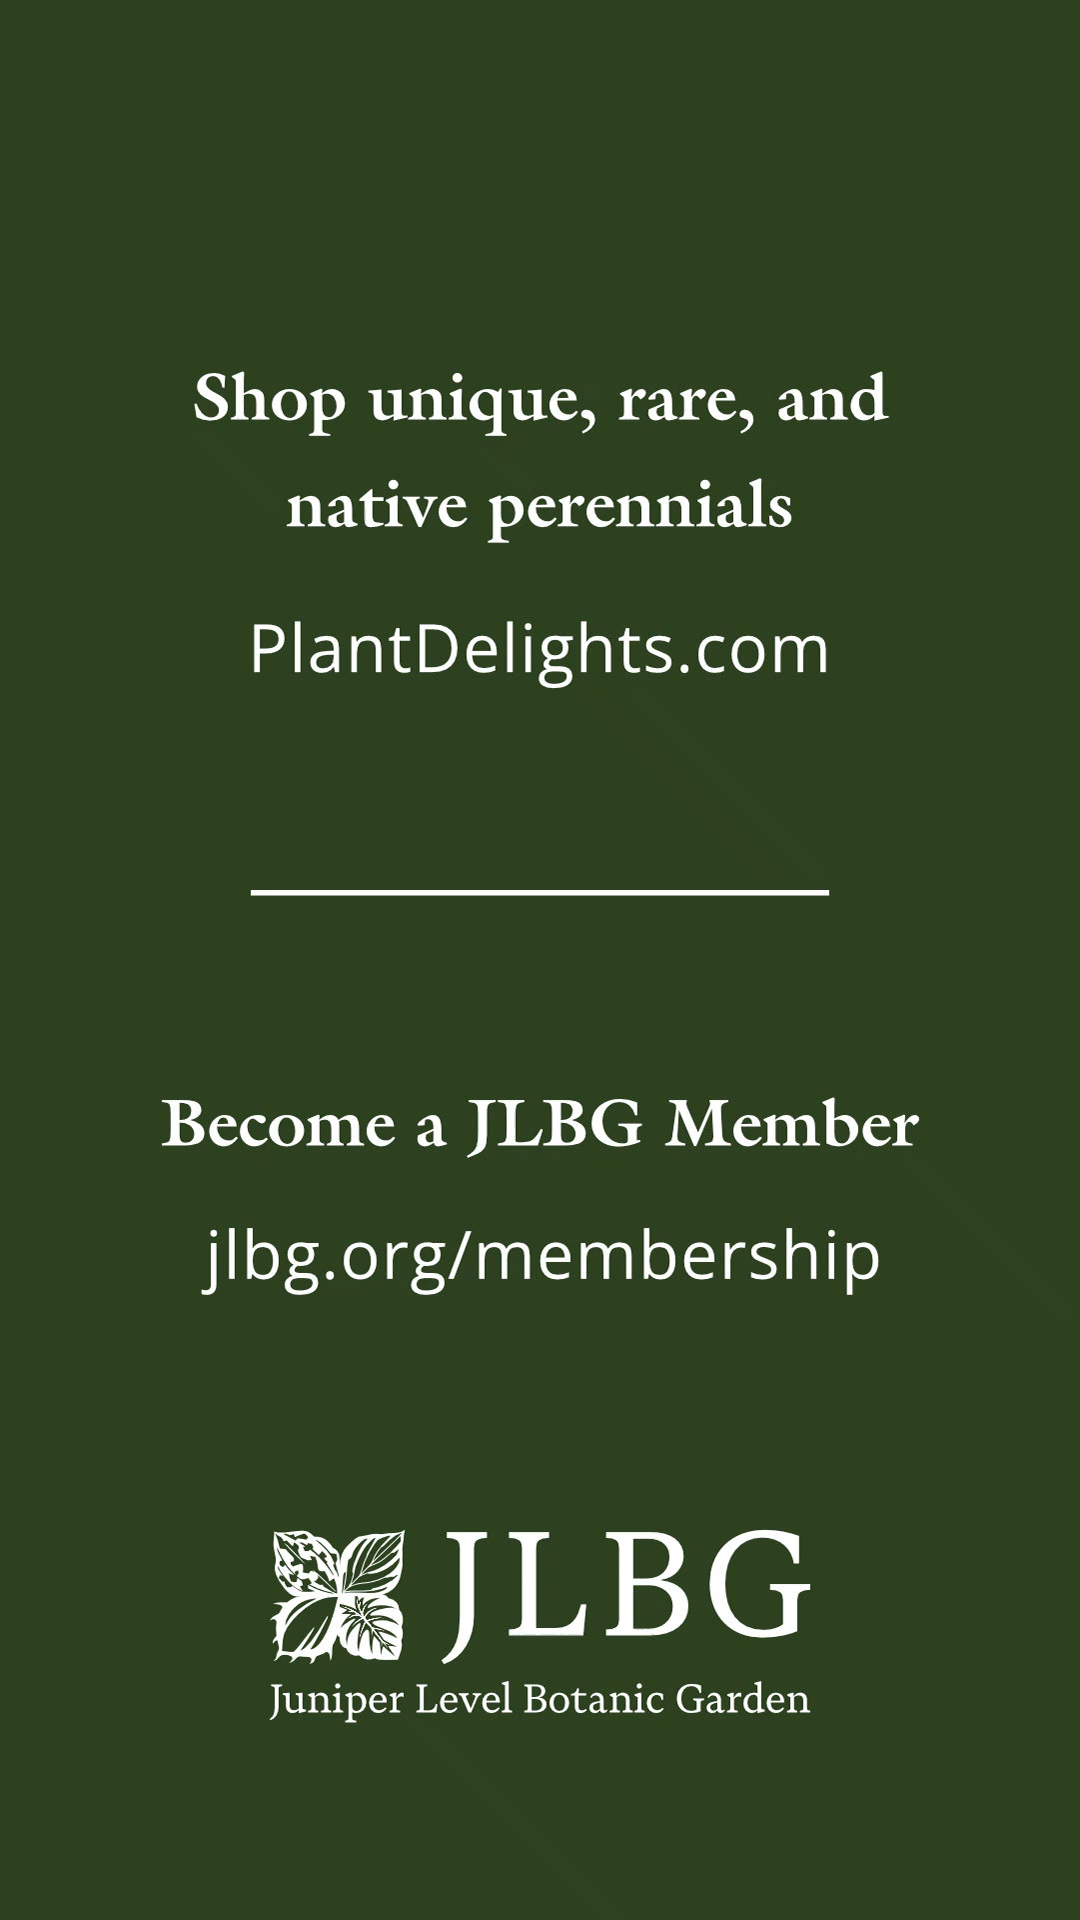 Shop unique, rare, and
native perennials
PlantDelights.com
Become a JLBG Member
jlbg.org/membership
JLBG
Juniper Level Botanic Garden